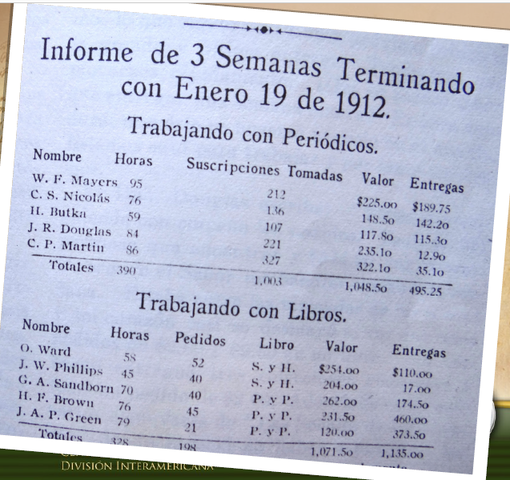 Informe de 3 Semanas Terminando
con Enero 19 de 1912.
Trabajando con Periódicos.
Nombre Horas Suscripciones Tomadas Valor Entregas
W. F. Mayers 95 212 $225.00 $189.75
C. S. Nicolás 76 136 148.50 142.20
H. Butka 59 107 117.80 115.30
J. R. Douglas 84 221 235.10 12.90
C. P. Martin 86 327 322.10 35.10
Totales 390 1,003 1,048.50 495.25
Trabajando con Libros.
Nombre Horas Pedidos Libro Valor Entregas
O. Ward 58 52 S. y H. $254.00 $110.00
J. W. Phillips 45 40 S. y H. 204.00 17.00
G. A. Sandborn 70 40 P. y P. 262.00 174.50
H. F. Brown 76 45 P. y P. 231.50 460.00
J. A. P. Green 79 21 P. y P. 120.00 373.50
Totales 328 198 1,071.50 1,135.00
DIVISIÓN INTERAMERICANA